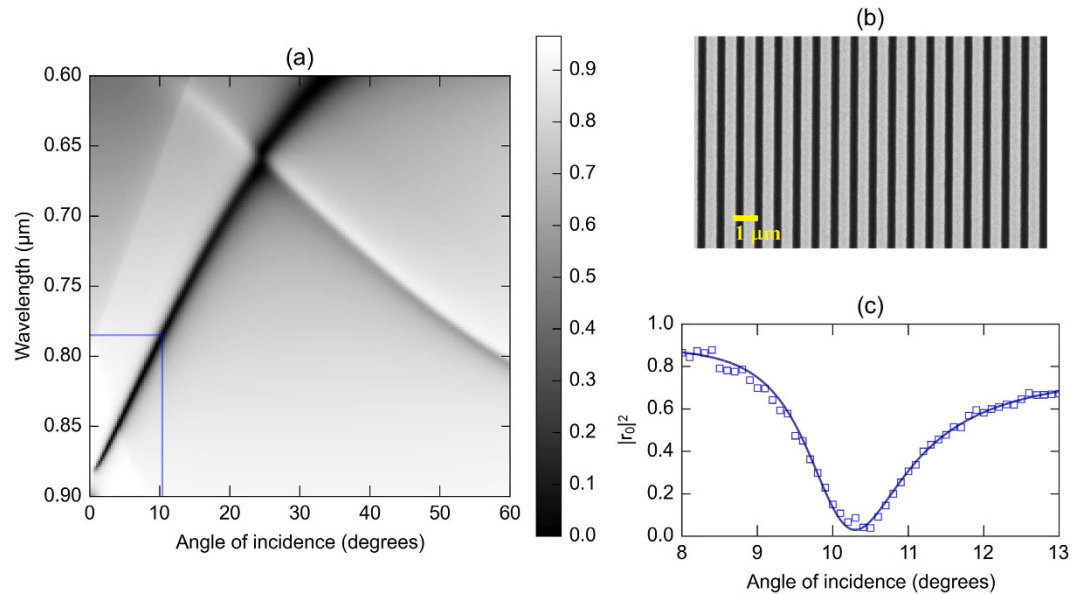 (a)
0.60
0.65
0.70
0.75
0.80
0.85
0.90
Wavelength (μm)
0 10 20 30 40 50 60
Angle of incidence (degrees)
0.9
0.8
0.7
0.6
0.5
0.4
0.3
0.2
0.1
0.0
(b)
1 μm
(c)
1.0
0.8
0.6
0.4
0.2
0.0
|r₀|²
8 9 10 11 12 13
Angle of incidence (degrees)